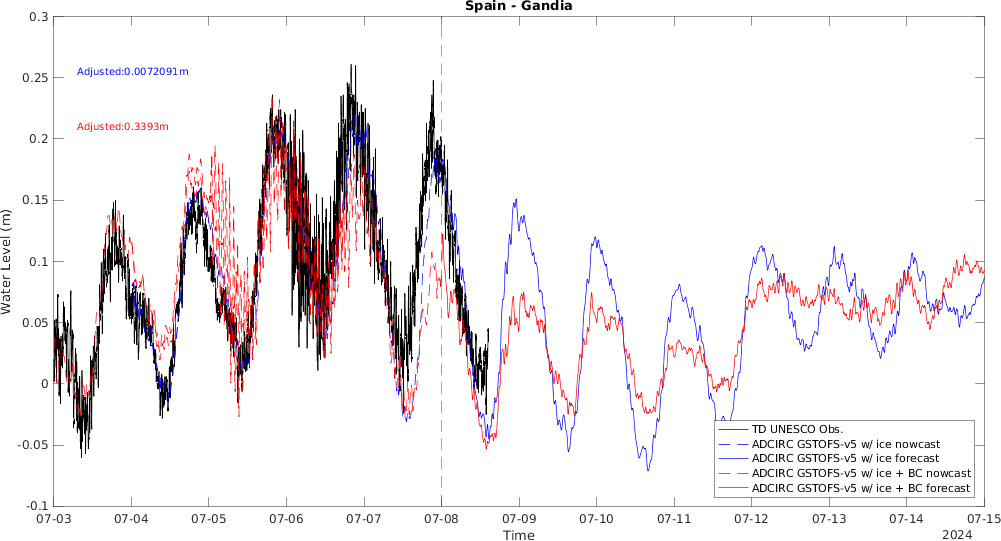 Spain - Gandia
0.3
0.25
0.2
0.15
0.1
0.05
0
-0.05
-0.1
Water Level (m)
Adjusted:0.0072091m
Adjusted:0.3393m
TD UNESCO Obs.
ADCIRC GSTOFS-v5 w/ ice nowcast
ADCIRC GSTOFS-v5 w/ ice forecast
ADCIRC GSTOFS-v5 w/ ice + BC nowcast
ADCIRC GSTOFS-v5 w/ ice + BC forecast
07-03 07-04 07-05 07-06 07-07 07-08 07-09 07-10 07-11 07-12 07-13 07-14 07-15
Time
2024